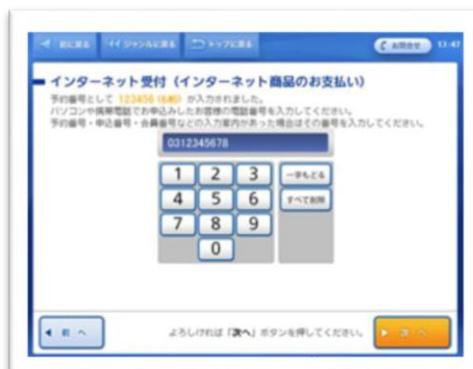 前に戻る ジャンルに戻る トップに戻る お問合せ 13:47
インターネット受付（インターネット商品のお支払い）
予約番号として 123456 (6桁) が入力されました。
パソコンや携帯電話でお申込みしたお客様の電話番号を入力してください。
予約番号・申込番号・会員番号などの入力案内があった場合はその番号を入力してください。
0312345678
1 2 3 一字もどる
4 5 6 すべて削除
7 8 9
0
前 へ よろしければ「次へ」ボタンを押してください。 次 へ